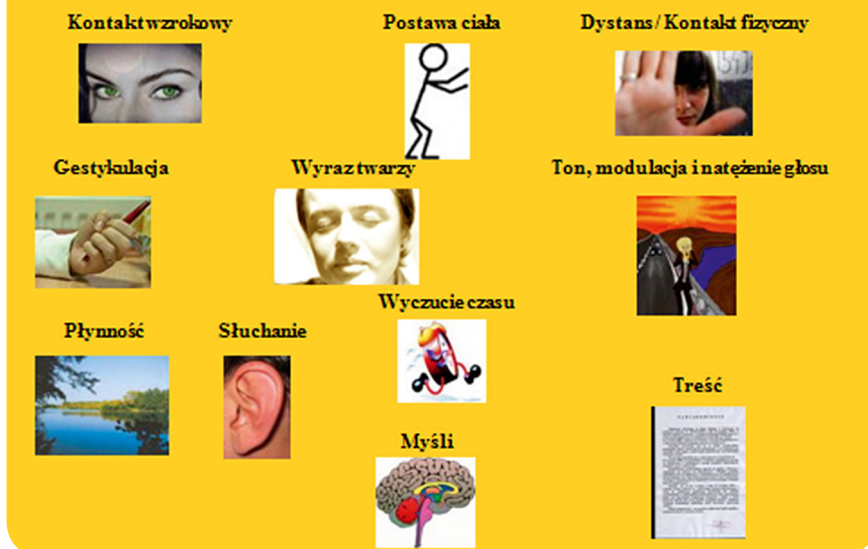 Kontakt wzrokowy
Postawa ciała
Dystans / Kontakt fizyczny
Gestykulacja
Wyraz twarzy
Ton, modulacja i natężenie głosu
Wyczucie czasu
Płynność
Słuchanie
Treść
Myśli